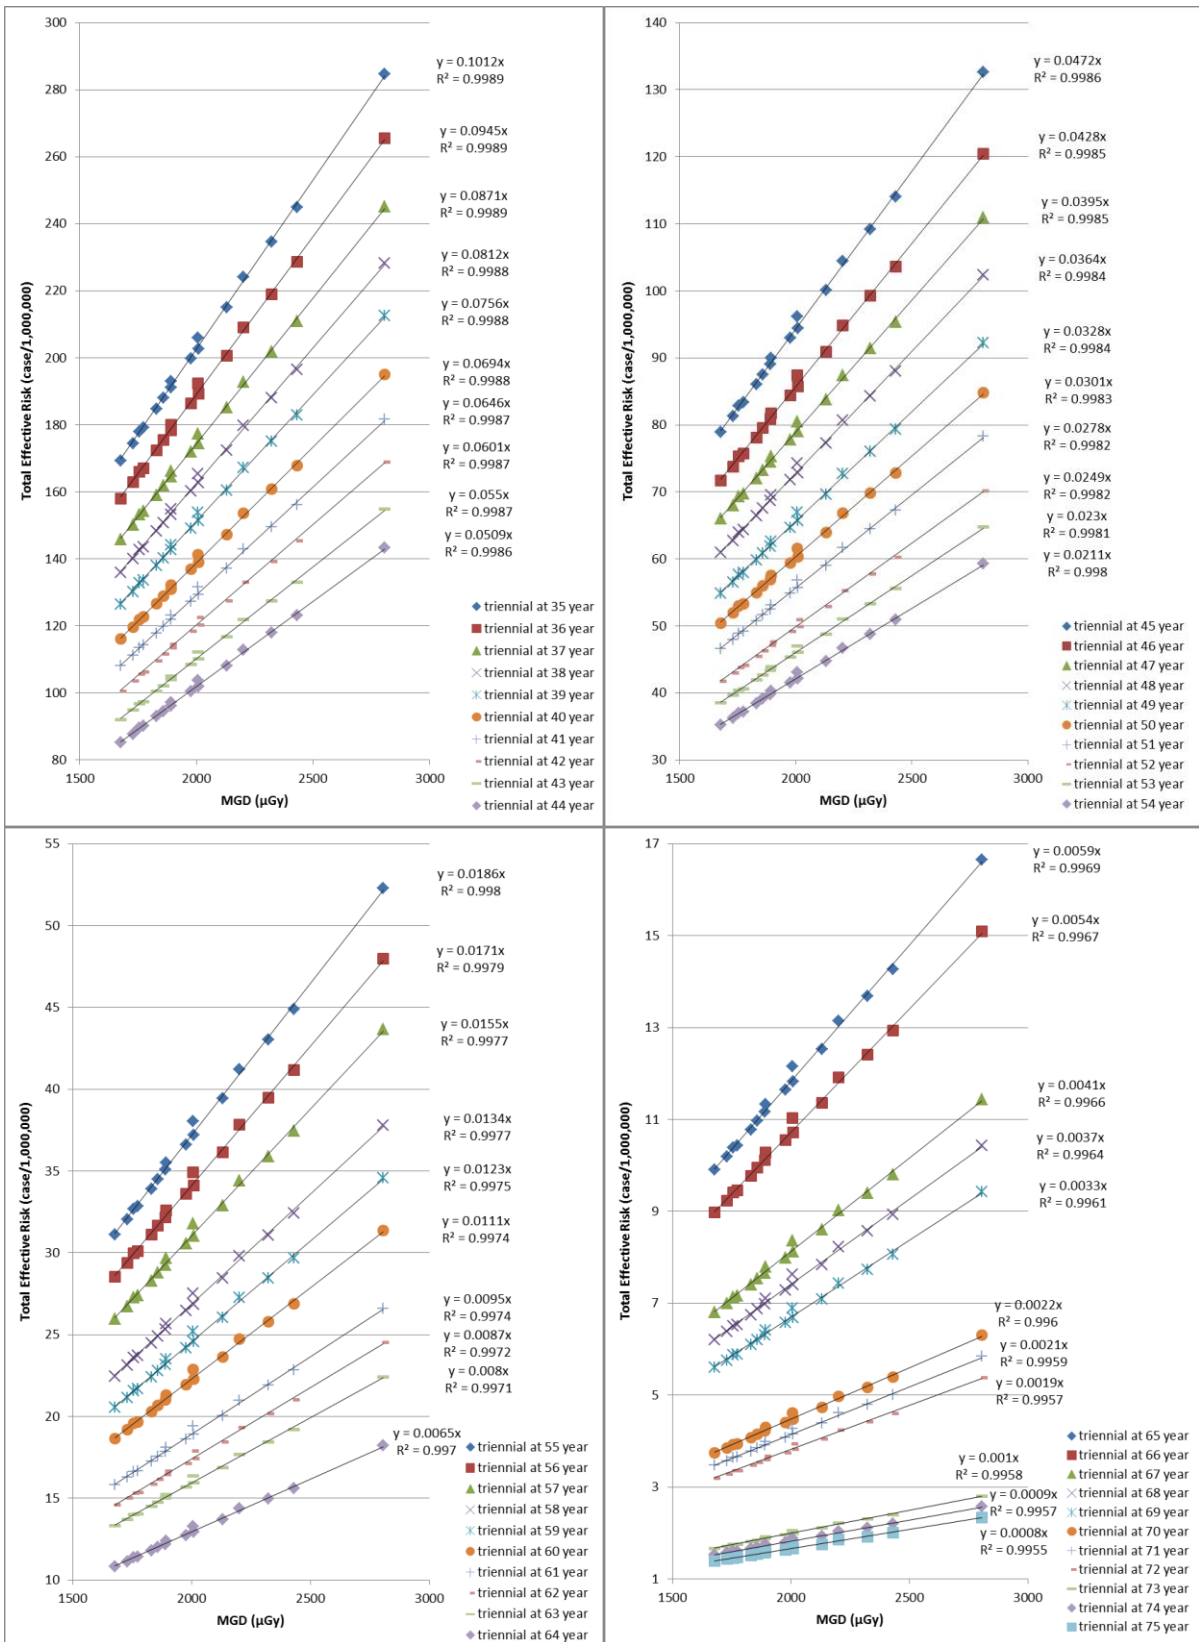 300
280
260
240
220
200
180
160
140
120
100
80
Total Effective Risk (case/1,000,000)
1500
2000
2500
3000
MGD (µGy)
y = 0.1012x
R² = 0.9989
y = 0.0945x
R² = 0.9989
y = 0.0871x
R² = 0.9989
y = 0.0812x
R² = 0.9988
y = 0.0756x
R² = 0.9988
y = 0.0694x
R² = 0.9988
y = 0.0646x
R² = 0.9987
y = 0.0601x
R² = 0.9987
y = 0.055x
R² = 0.9987
y = 0.0509x
R² = 0.9986
triennial at 35 year
triennial at 36 year
triennial at 37 year
triennial at 38 year
triennial at 39 year
triennial at 40 year
triennial at 41 year
triennial at 42 year
triennial at 43 year
triennial at 44 year
140
130
120
110
100
90
80
70
60
50
40
30
Total Effective Risk (case/1,000,000)
1500
2000
2500
3000
MGD (µGy)
y = 0.0472x
R² = 0.9986
y = 0.0428x
R² = 0.9985
y = 0.0395x
R² = 0.9985
y = 0.0364x
R² = 0.9984
y = 0.0328x
R² = 0.9984
y = 0.0301x
R² = 0.9983
y = 0.0278x
R² = 0.9982
y = 0.0249x
R² = 0.9982
y = 0.023x
R² = 0.9981
y = 0.0211x
R² = 0.998
triennial at 45 year
triennial at 46 year
triennial at 47 year
triennial at 48 year
triennial at 49 year
triennial at 50 year
triennial at 51 year
triennial at 52 year
triennial at 53 year
triennial at 54 year
55
50
45
40
35
30
25
20
15
10
Total Effective Risk (case/1,000,000)
1500
2000
2500
3000
MGD (µGy)
y = 0.0186x
R² = 0.998
y = 0.0171x
R² = 0.9979
y = 0.0155x
R² = 0.9977
y = 0.0134x
R² = 0.9977
y = 0.0123x
R² = 0.9975
y = 0.0111x
R² = 0.9974
y = 0.0095x
R² = 0.9974
y = 0.0087x
R² = 0.9972
y = 0.008x
R² = 0.9971
y = 0.0065x
R² = 0.997
triennial at 55 year
triennial at 56 year
triennial at 57 year
triennial at 58 year
triennial at 59 year
triennial at 60 year
triennial at 61 year
triennial at 62 year
triennial at 63 year
triennial at 64 year
17
15
13
11
9
7
5
3
1
Total Effective Risk (case/1,000,000)
1500
2000
2500
3000
MGD (µGy)
y = 0.0059x
R² = 0.9969
y = 0.0054x
R² = 0.9967
y = 0.0041x
R² = 0.9966
y = 0.0037x
R² = 0.9964
y = 0.0033x
R² = 0.9961
y = 0.0022x
R² = 0.996
y = 0.0021x
R² = 0.9959
y = 0.0019x
R² = 0.9957
y = 0.001x
R² = 0.9958
y = 0.0009x
R² = 0.9957
y = 0.0008x
R² = 0.9955
triennial at 65 year
triennial at 66 year
triennial at 67 year
triennial at 68 year
triennial at 69 year
triennial at 70 year
triennial at 71 year
triennial at 72 year
triennial at 73 year
triennial at 74 year
triennial at 75 year